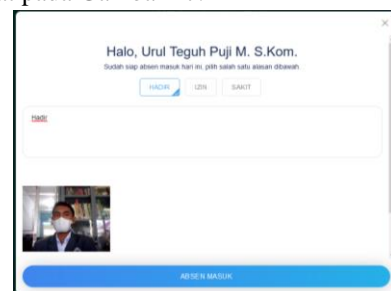 Halo, Urul Teguh Puji M. S.Kom.
Sudah siap absen masuk hari ini, pilih salah satu alasan dibawah.
HADIR IZIN SAKIT
Hadir
ABSEN MASUK